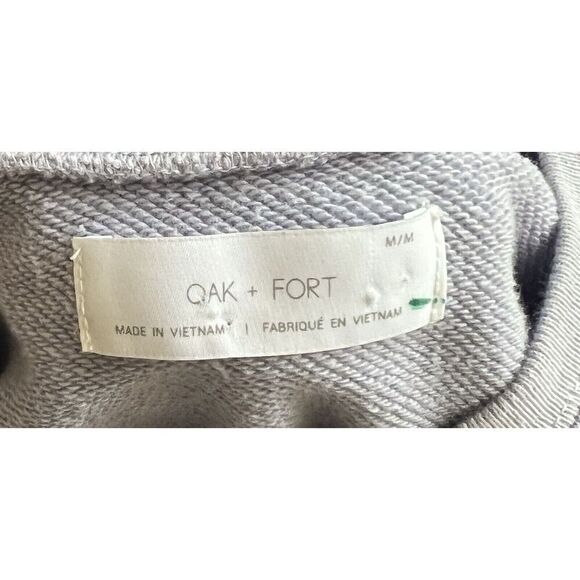 M/M
OAK + FORT
MADE IN VIETNAM | FABRIQUÉ EN VIETNAM